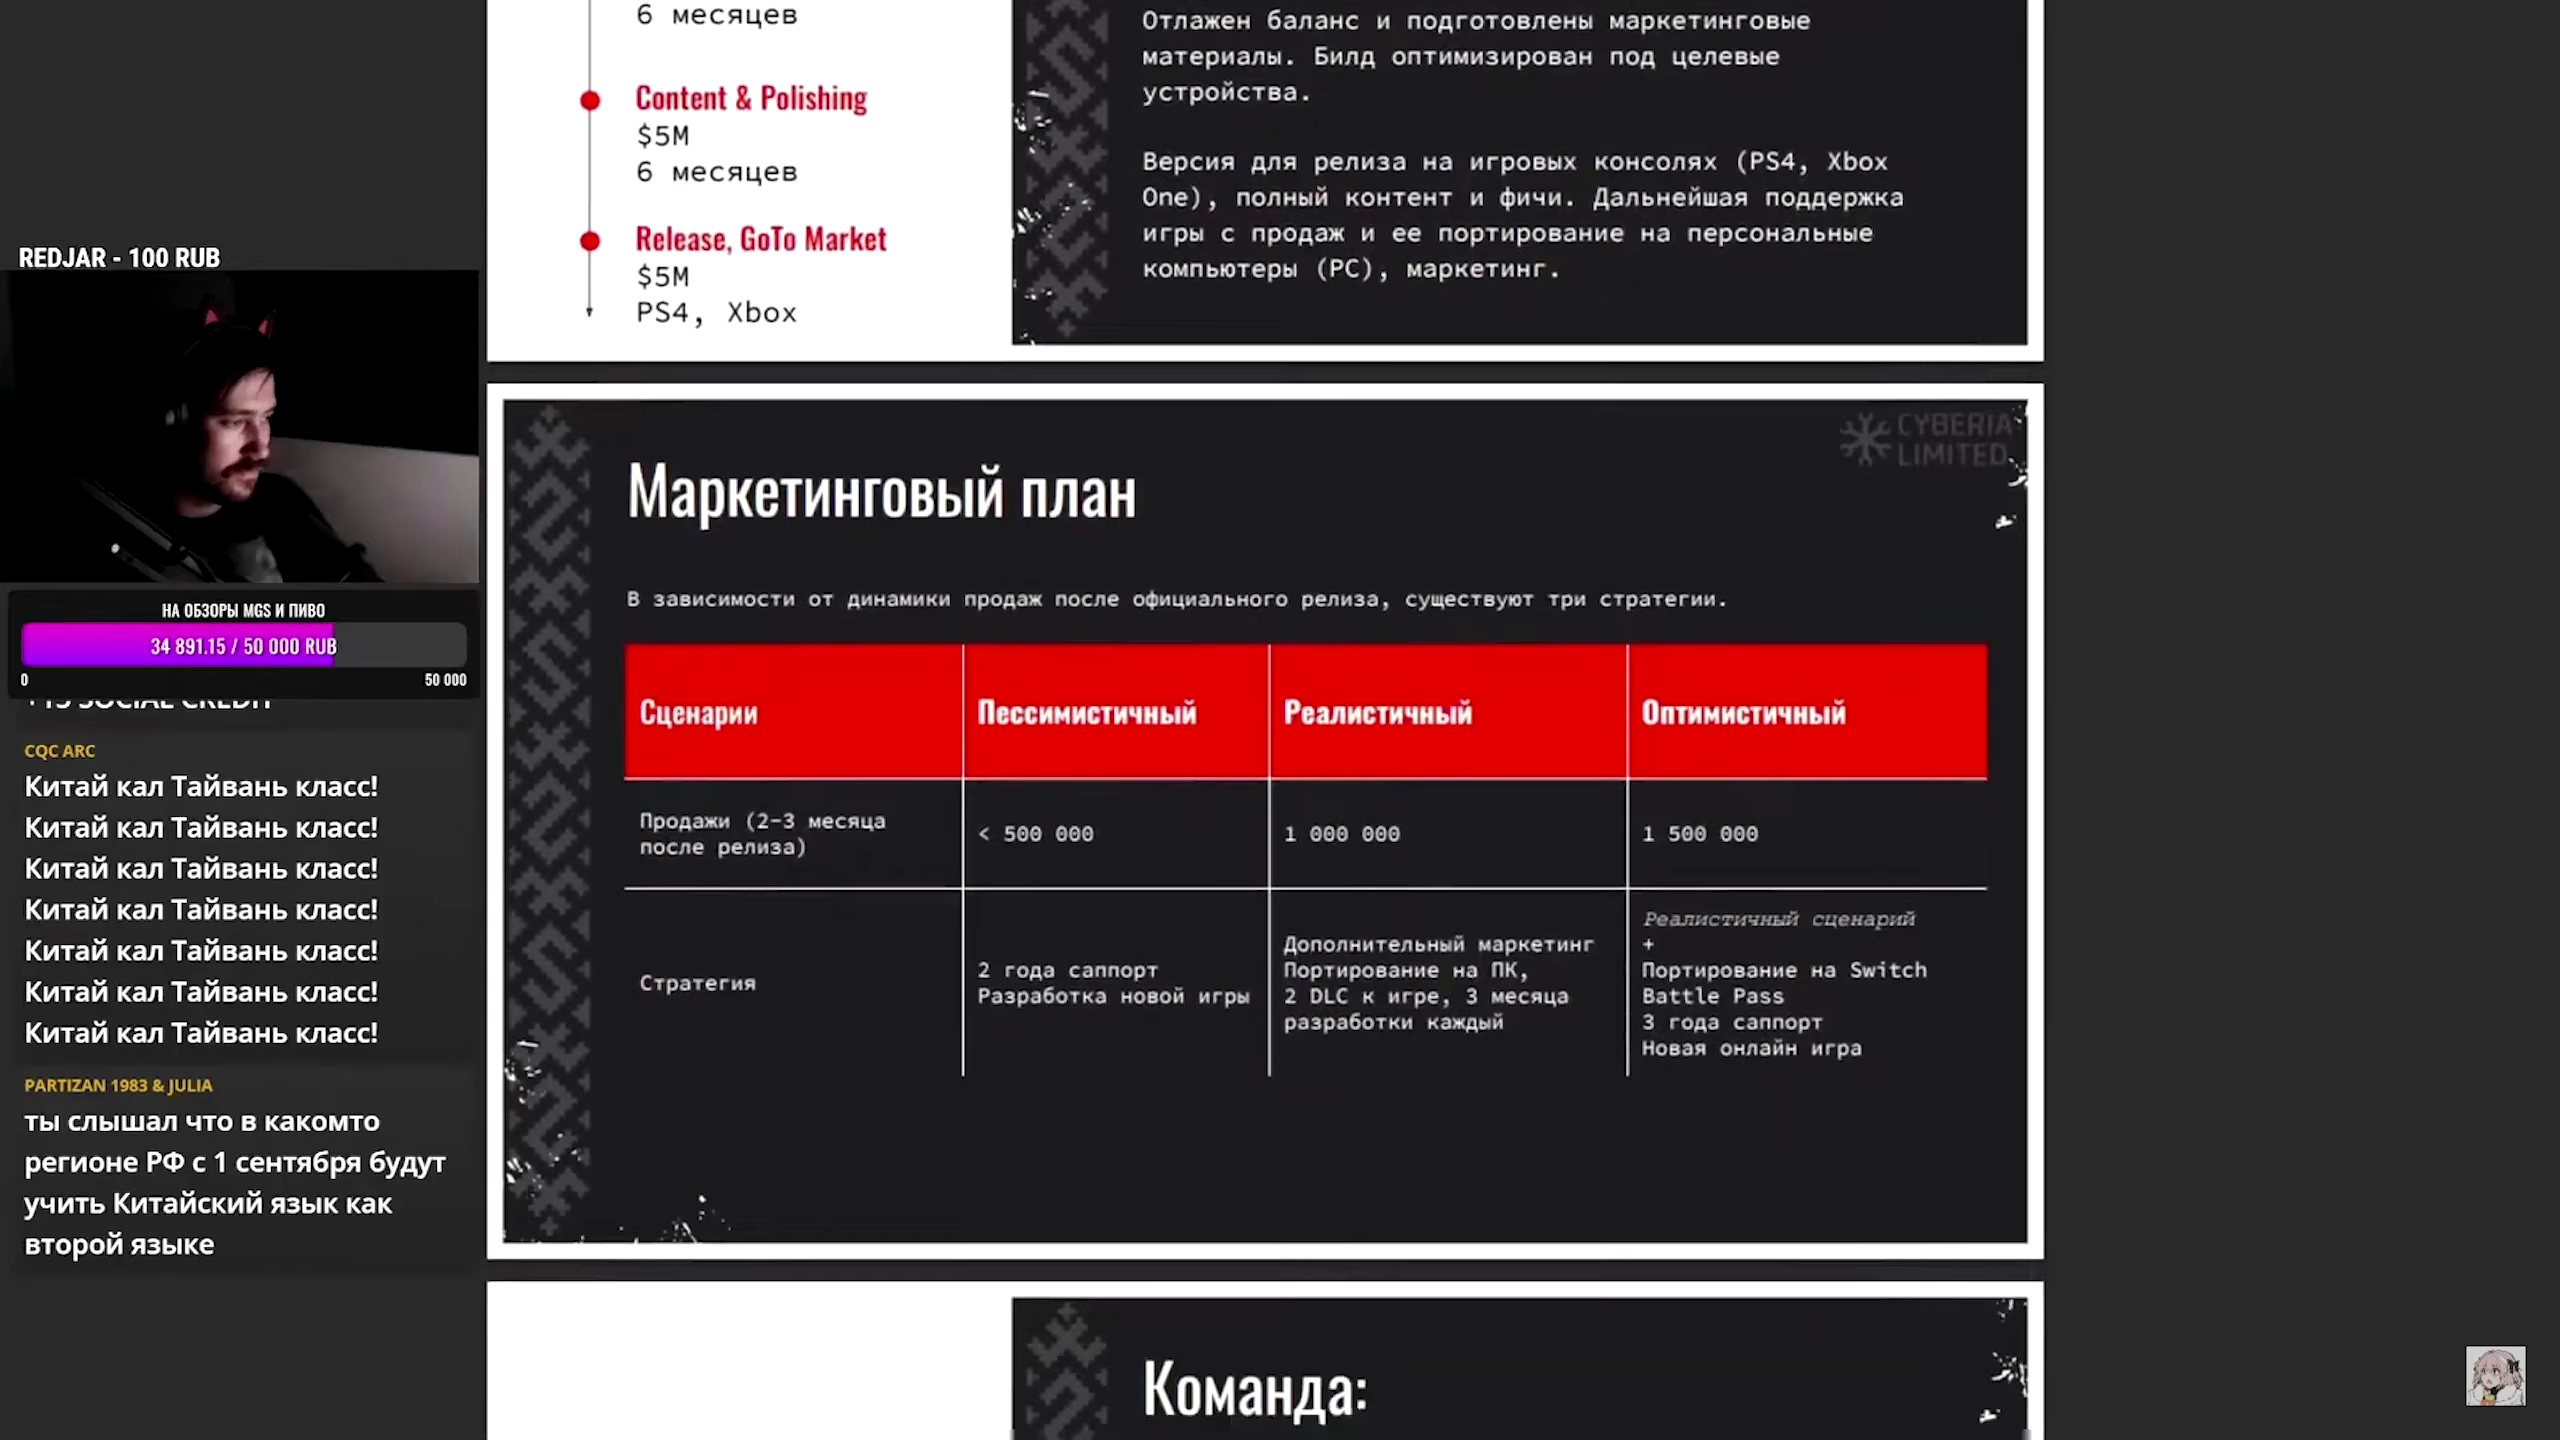 6 месяцев
Content & Polishing
$5M
6 месяцев
Release, GoTo Market
$5M
PS4, Xbox
Отлажен баланс и подготовлены маркетинговые
материалы. Билд оптимизирован под целевые
устройства.
Версия для релиза на игровых консолях (PS4, Xbox
One), полный контент и фичи. Дальнейшая поддержка
игры с продаж и ее портирование на персональные
компьютеры (PC), маркетинг.
REDJAR - 100 RUB
НА ОБЗОРЫ MGS И ПИВО
34 891.15 / 50 000 RUB
0
50 000
+15 SOCIAL CREDIT
CQC ARC
Китай кал Тайвань класс!
Китай кал Тайвань класс!
Китай кал Тайвань класс!
Китай кал Тайвань класс!
Китай кал Тайвань класс!
Китай кал Тайвань класс!
Китай кал Тайвань класс!
PARTIZAN 1983 & JULIA
ты слышал что в какомто
регионе РФ с 1 сентября будут
учить Китайский язык как
второй языке
CYBERIA
LIMITED
Маркетинговый план
В зависимости от динамики продаж после официального релиза, существуют три стратегии.
Сценарии
Пессимистичный
Реалистичный
Оптимистичный
Продажи (2-3 месяца
после релиза)
< 500 000
1 000 000
1 500 000
Стратегия
2 года саппорт
Разработка новой игры
Дополнительный маркетинг
Портирование на ПК,
2 DLC к игре, 3 месяца
разработки каждый
Реалистичный сценарий
+
Портирование на Switch
Battle Pass
3 года саппорт
Новая онлайн игра
Команда: